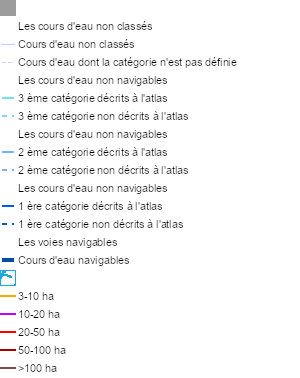 Les cours d'eau non classés
Cours d'eau non classés
Cours d'eau dont la catégorie n'est pas définie
Les cours d'eau non navigables
3 ème catégorie décrits à l'atlas
3 ème catégorie non décrits à l'atlas
Les cours d'eau non navigables
2 ème catégorie décrits à l'atlas
2 ème catégorie non décrits à l'atlas
Les cours d'eau non navigables
1 ère catégorie décrits à l'atlas
1 ère catégorie non décrits à l'atlas
Les voies navigables
Cours d'eau navigables
3-10 ha
10-20 ha
20-50 ha
50-100 ha
>100 ha